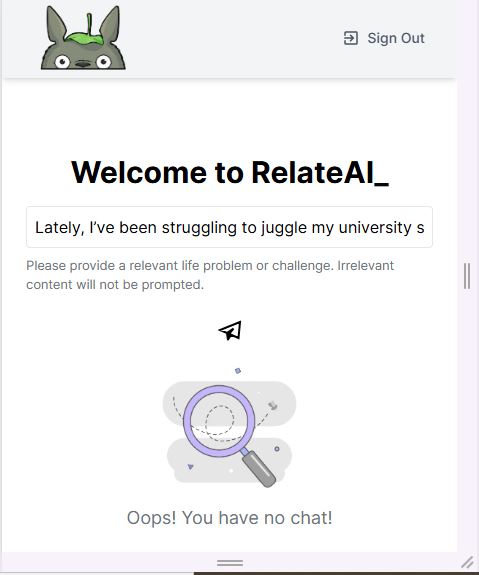 Sign Out
Welcome to RelateAI_
Lately, I’ve been struggling to juggle my university s
Please provide a relevant life problem or challenge. Irrelevant
content will not be prompted.
Oops! You have no chat!